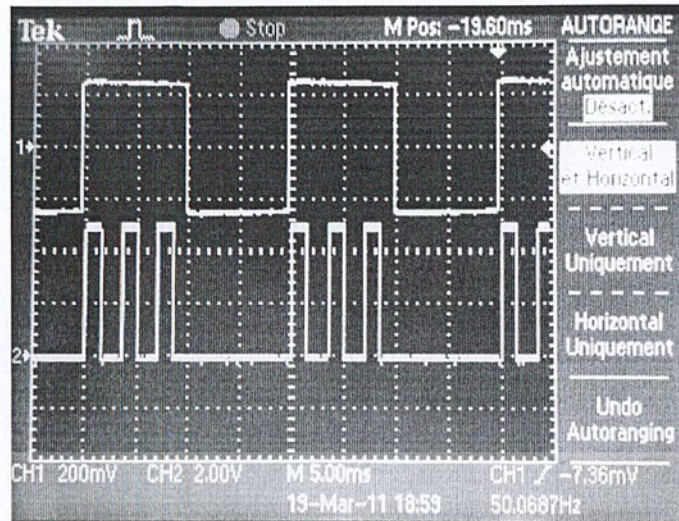 Tek Stop M Pos: -19.60ms AUTORANGE
Ajustement
automatique
Désact.
1
Vertical
et Horizontal
Vertical
Uniquement
Horizontal
Uniquement
2
Undo
Autoranging
CH1 200mV CH2 2.00V M 5.00ms CH1 -7.36mV
19-Mar-11 18:59 50.0687Hz